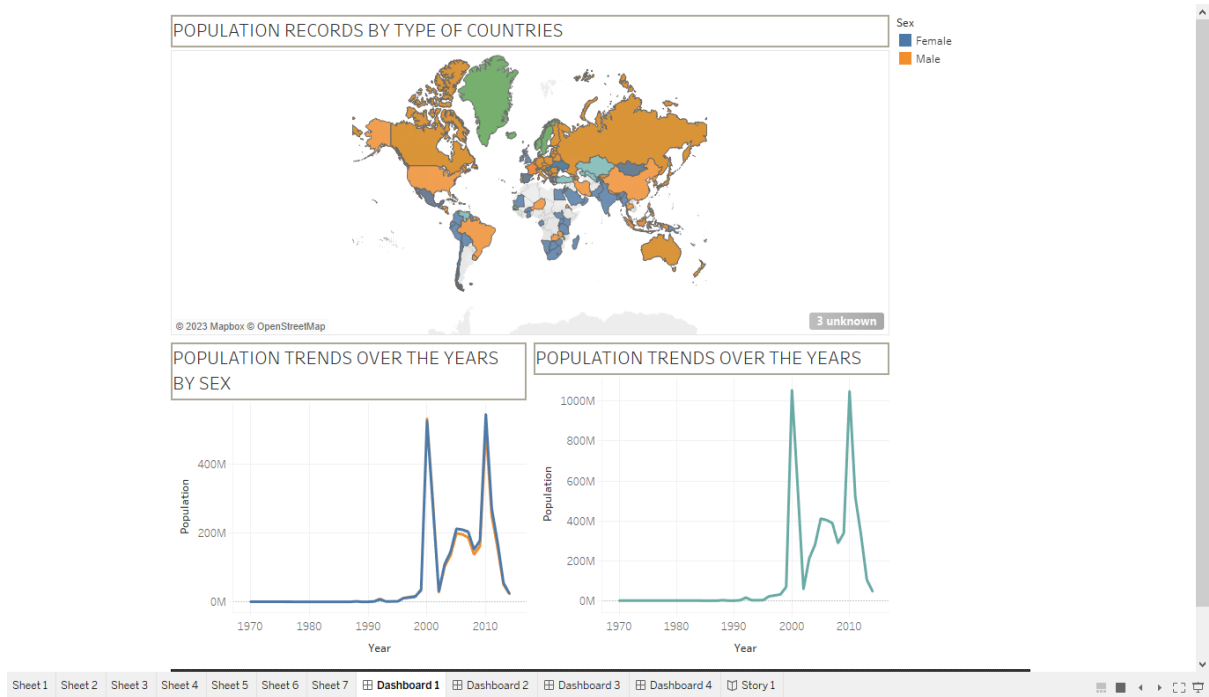 POPULATION RECORDS BY TYPE OF COUNTRIES
Sex
Female
Male
© 2023 Mapbox © OpenStreetMap
3 unknown
POPULATION TRENDS OVER THE YEARS
BY SEX
400M
200M
0M
Population
1970 1980 1990 2000 2010
Year
POPULATION TRENDS OVER THE YEARS
1000M
800M
600M
400M
200M
0M
Population
1970 1980 1990 2000 2010
Year
Sheet 1 Sheet 2 Sheet 3 Sheet 4 Sheet 5 Sheet 6 Sheet 7 Dashboard 1 Dashboard 2 Dashboard 3 Dashboard 4 Story 1